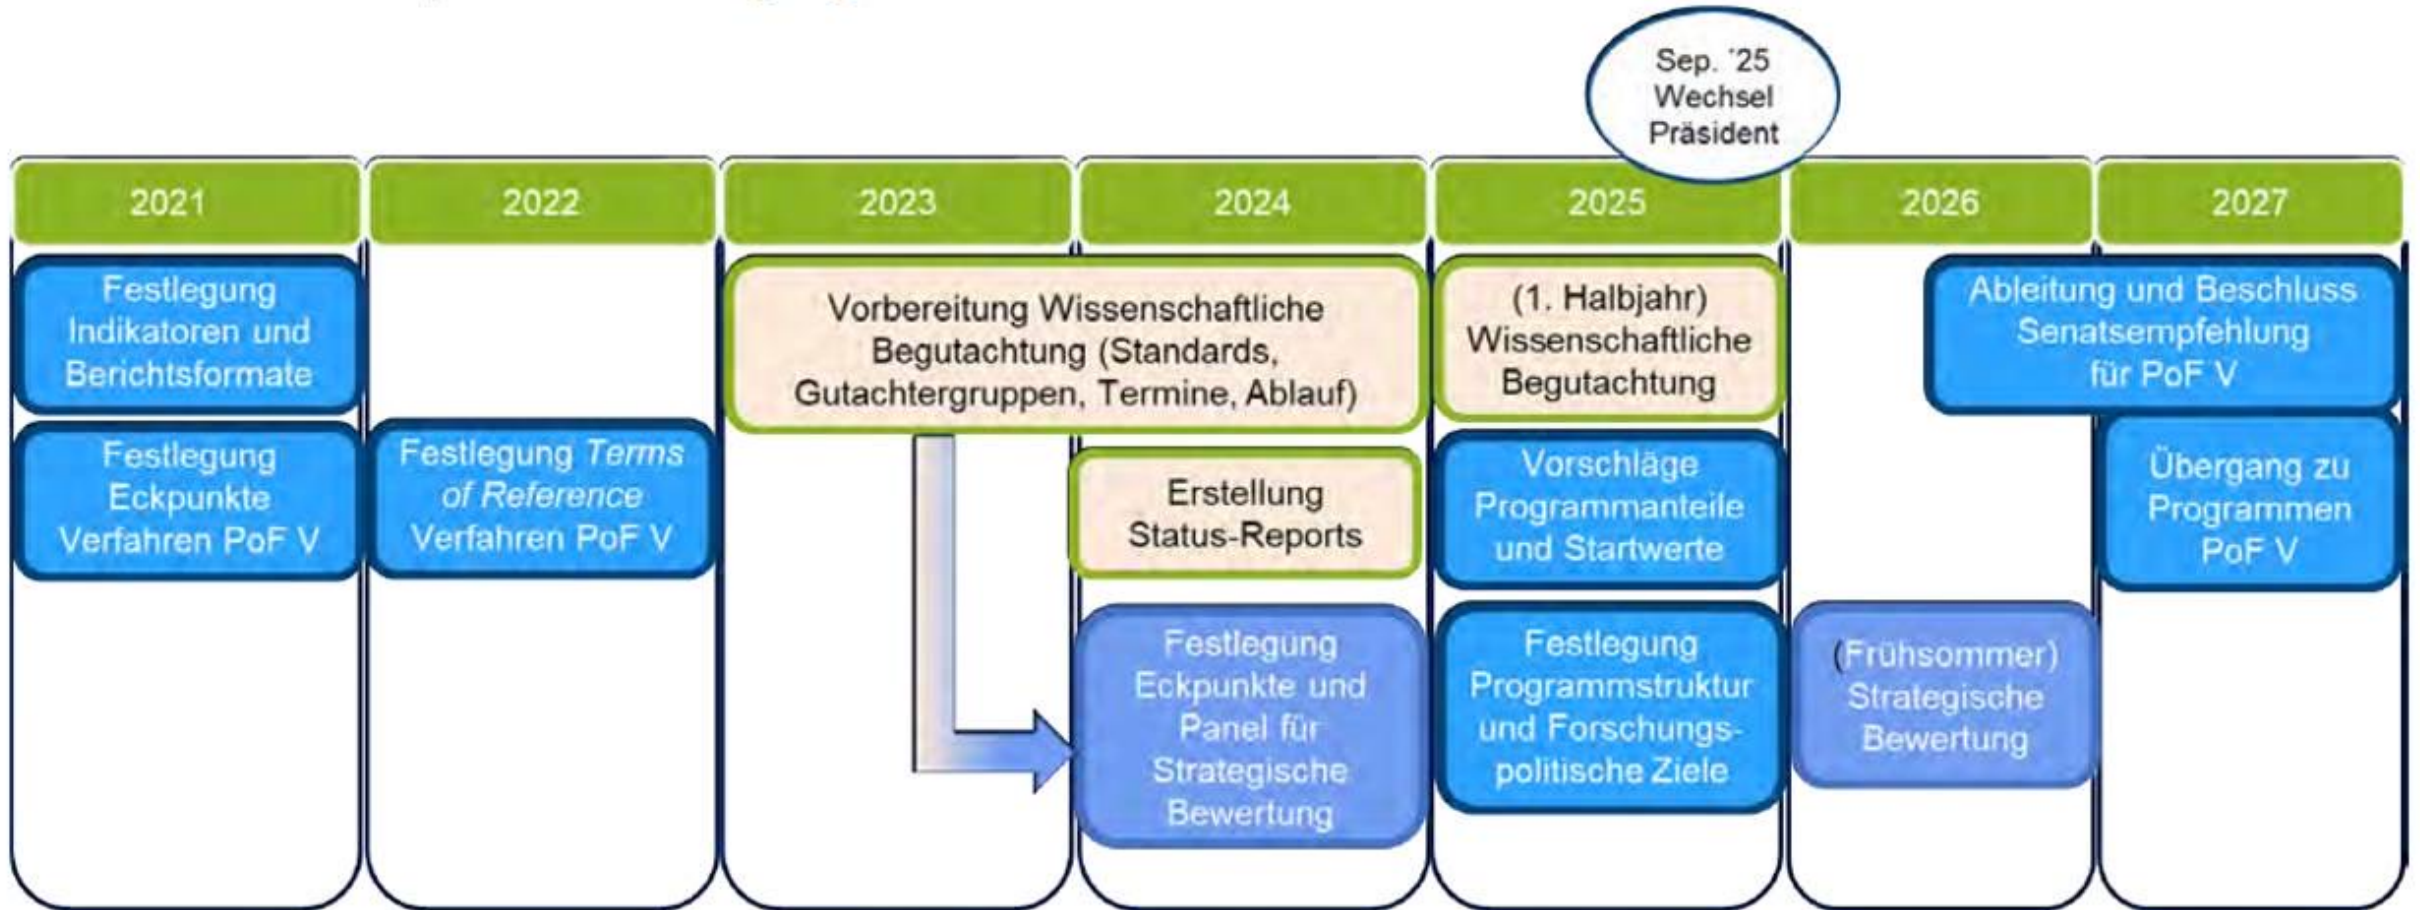 Sep. '25
Wechsel
Präsident
2021
2022
2023
2024
2025
2026
2027
Festlegung
Indikatoren und
Berichtsformate
Festlegung
Eckpunkte
Verfahren PoF V
Festlegung Terms
of Reference
Verfahren PoF V
Vorbereitung Wissenschaftliche
Begutachtung (Standards,
Gutachtergruppen, Termine, Ablauf)
Erstellung
Status-Reports
Festlegung
Eckpunkte und
Panel für
Strategische
Bewertung
(1. Halbjahr)
Wissenschaftliche
Begutachtung
Vorschläge
Programmanteile
und Startwerte
Festlegung
Programmstruktur
und Forschungs-
politische Ziele
(Frühsommer)
Strategische
Bewertung
Ableitung und Beschluss
Senatsempfehlung
für PoF V
Übergang zu
Programmen
PoF V